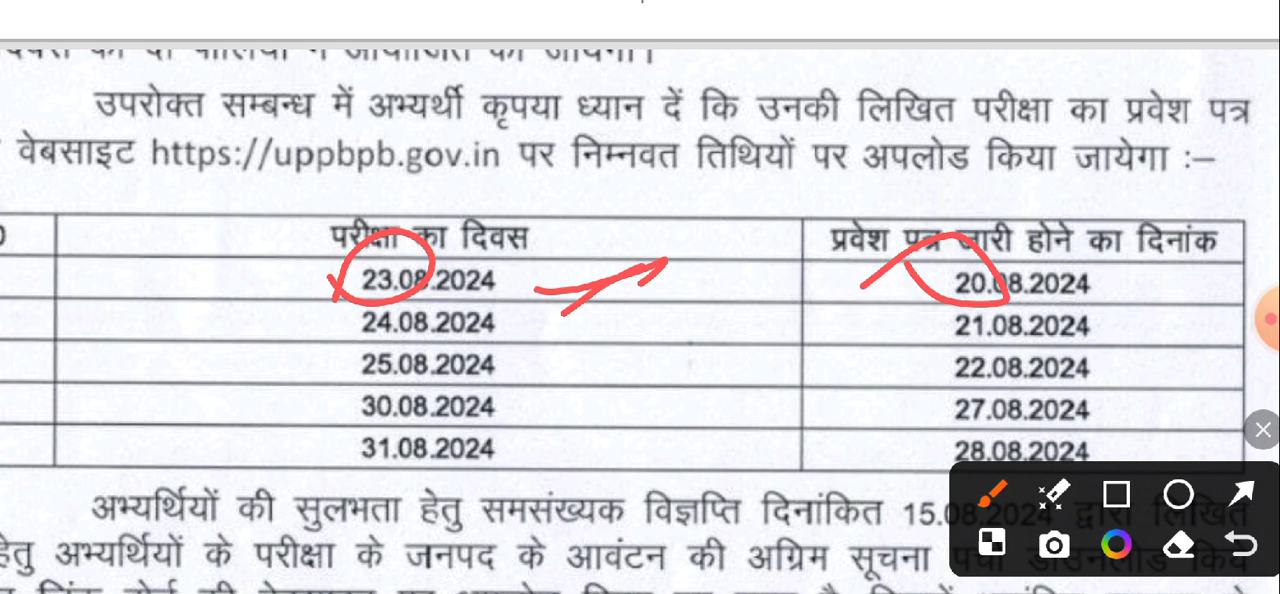 उपरोक्त सम्बन्ध में अभ्यर्थी कृपया ध्यान दें कि उनकी लिखित परीक्षा का प्रवेश पत्र
वेबसाइट https://uppbpb.gov.in पर निम्नवत तिथियों पर अपलोड किया जायेगा :–
परीक्षा का दिवस प्रवेश पत्र जारी होने का दिनांक
23.08.2024 20.08.2024
24.08.2024 21.08.2024
25.08.2024 22.08.2024
30.08.2024 27.08.2024
31.08.2024 28.08.2024
अभ्यर्थियों की सुलभता हेतु समसंख्यक विज्ञप्ति दिनांकित 15.08.2024 द्वारा लिखित
हेतु अभ्यर्थियों के परीक्षा के जनपद के आवंटन की अग्रिम सूचना पर्ची डाउनलोड किये